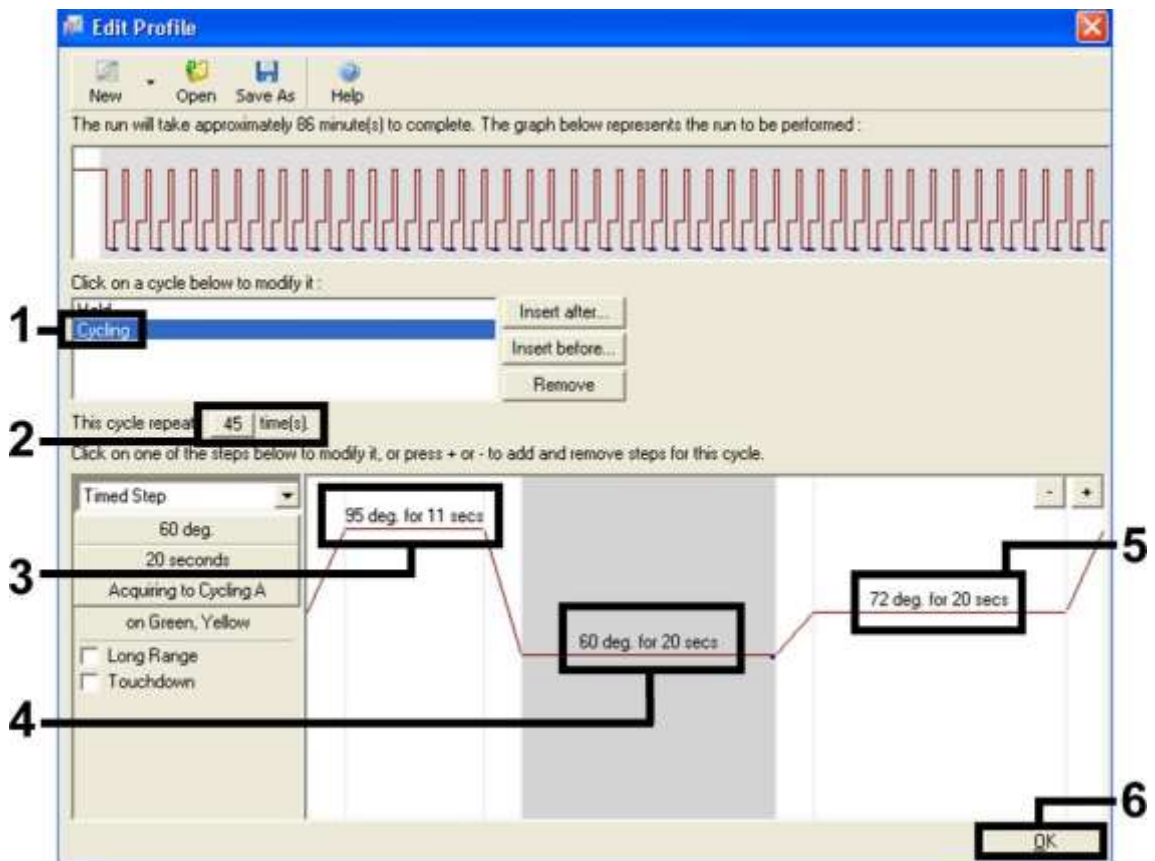 Edit Profile
New Open Save As Help
The run will take approximately 86 minute(s) to complete. The graph below represents the run to be performed :
Click on a cycle below to modify it :
Hold
1
Cycling
Insert after...
Insert before...
Remove
This cycle repeat 45 time(s).
2
Click on one of the steps below to modify it, or press + or - to add and remove steps for this cycle.
Timed Step
- +
60 deg.
20 seconds
Acquiring to Cycling A
on Green, Yellow
Long Range
Touchdown
95 deg. for 11 secs
3
60 deg. for 20 secs
4
72 deg. for 20 secs
5
6
OK